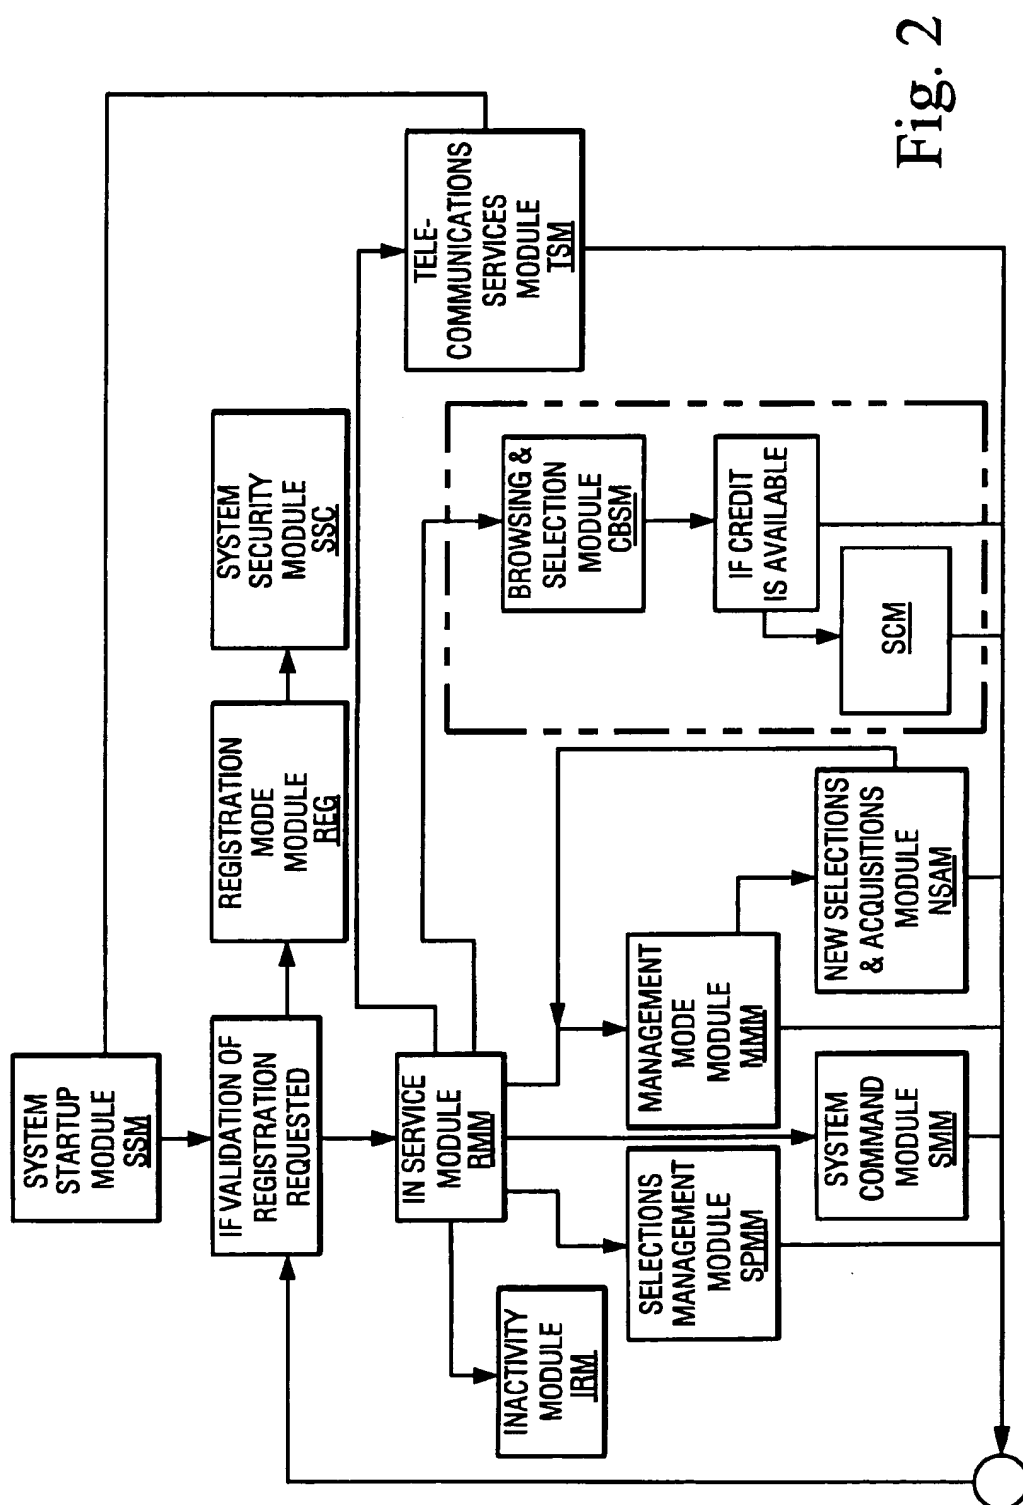 SYSTEM
STARTUP
MODULE
SSM
IF VALIDATION OF
REGISTRATION
REQUESTED
REGISTRATION
MODE
MODULE
REG
SYSTEM
SECURITY
MODULE
SSC
IN SERVICE
MODULE
RMM
TELE-
COMMUNICATIONS
SERVICES
MODULE
TSM
INACTIVITY
MODULE
IRM
SELECTIONS
MANAGEMENT
MODULE
SPMM
SYSTEM
COMMAND
MODULE
SMM
MANAGEMENT
MODE
MODULE
MMM
NEW SELECTIONS
& ACQUISITIONS
MODULE
NSAM
BROWSING &
SELECTION
MODULE
CBSM
IF CREDIT
IS AVAILABLE
SCM
Fig. 2